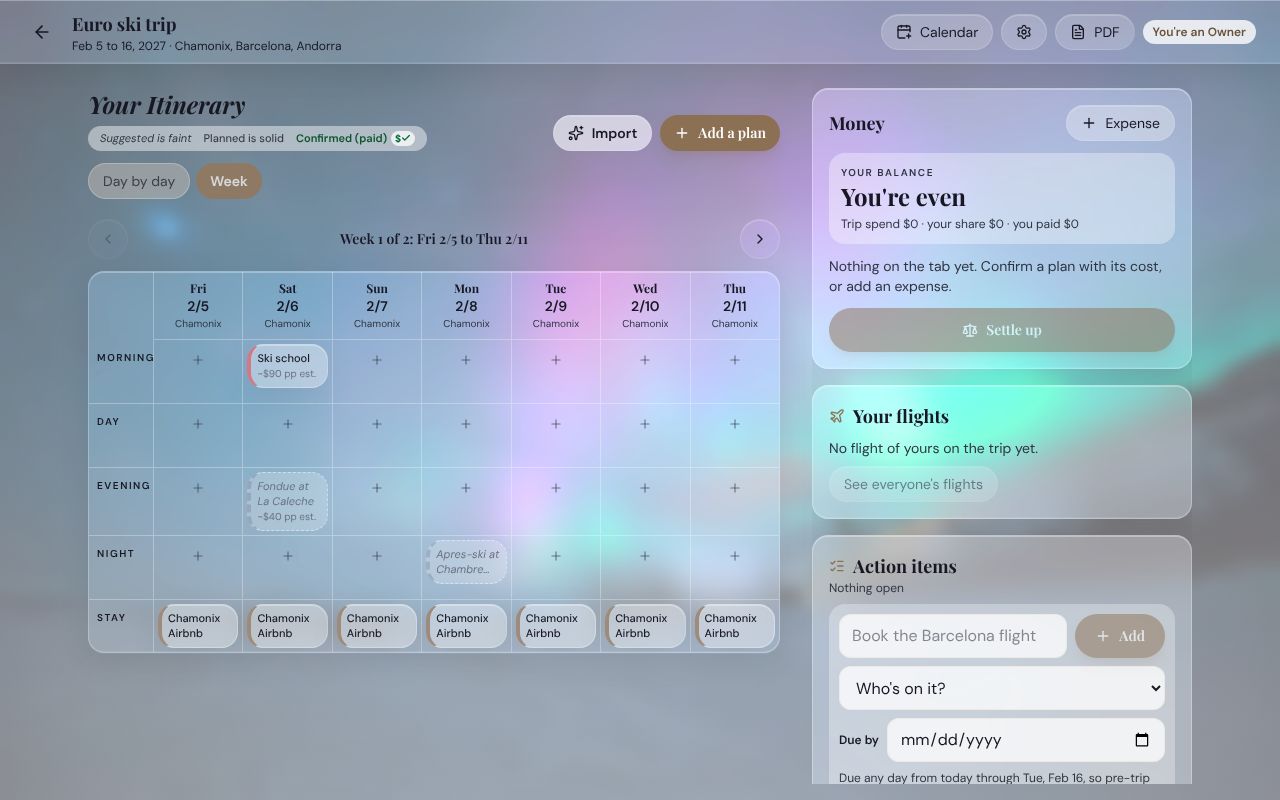 Euro ski trip
Feb 5 to 16, 2027 · Chamonix, Barcelona, Andorra
Calendar
PDF
You're an Owner
Your Itinerary
Suggested is faint Planned is solid Confirmed (paid) $✓
Import
+ Add a plan
Day by day
Week
Week 1 of 2: Fri 2/5 to Thu 2/11
Fri Sat Sun Mon Tue Wed Thu
2/5 2/6 2/7 2/8 2/9 2/10 2/11
Chamonix Chamonix Chamonix Chamonix Chamonix Chamonix Chamonix
MORNING
+ Ski school + + + + +
~$90 pp est.
DAY
+ + + + + + +
EVENING
+ Fondue at + + + + +
La Caleche
~$40 pp est.
NIGHT
+ + + Apres-ski at + + +
Chambre...
STAY
Chamonix Chamonix Chamonix Chamonix Chamonix Chamonix Chamonix
Airbnb Airbnb Airbnb Airbnb Airbnb Airbnb Airbnb
Money
+ Expense
YOUR BALANCE
You're even
Trip spend $0 · your share $0 · you paid $0
Nothing on the tab yet. Confirm a plan with its cost,
or add an expense.
Settle up
Your flights
No flight of yours on the trip yet.
See everyone's flights
Action items
Nothing open
Book the Barcelona flight
+ Add
Who's on it?
Due by
mm/dd/yyyy
Due any day from today through Tue, Feb 16, so pre-trip